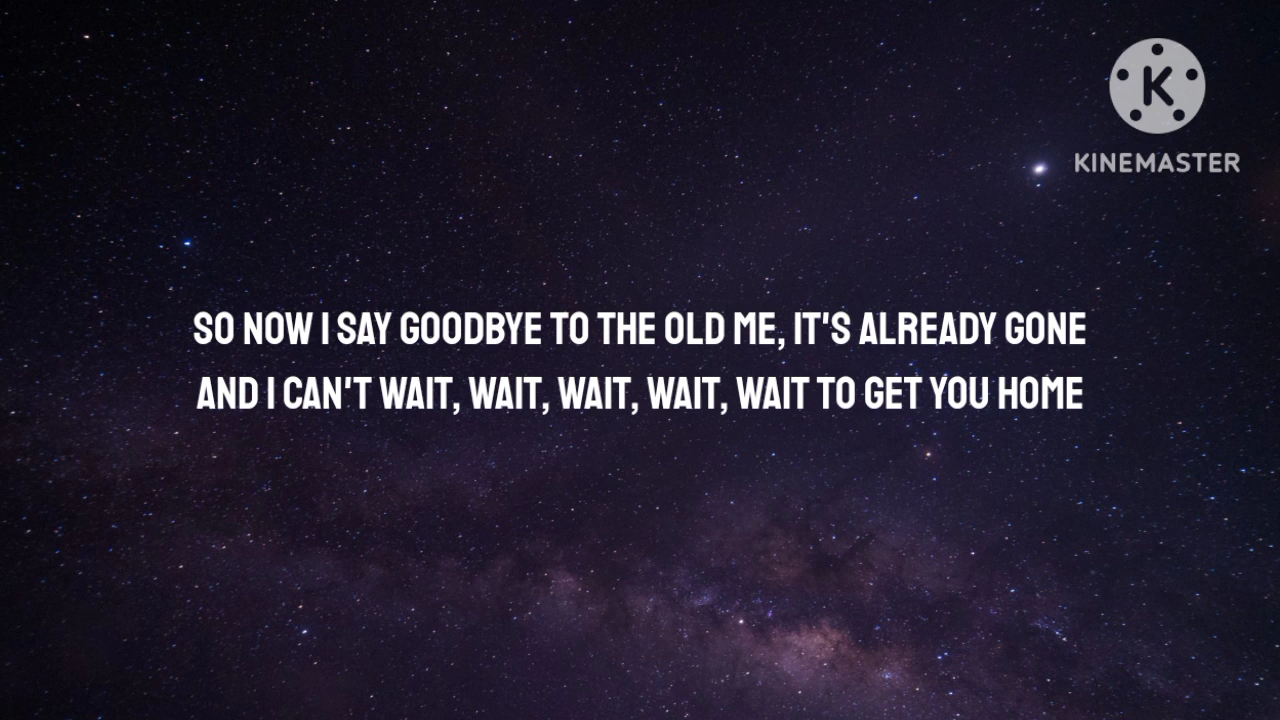 K
KINEMASTER
SO NOW I SAY GOODBYE TO THE OLD ME, IT'S ALREADY GONE
AND I CAN'T WAIT, WAIT, WAIT, WAIT, WAIT TO GET YOU HOME